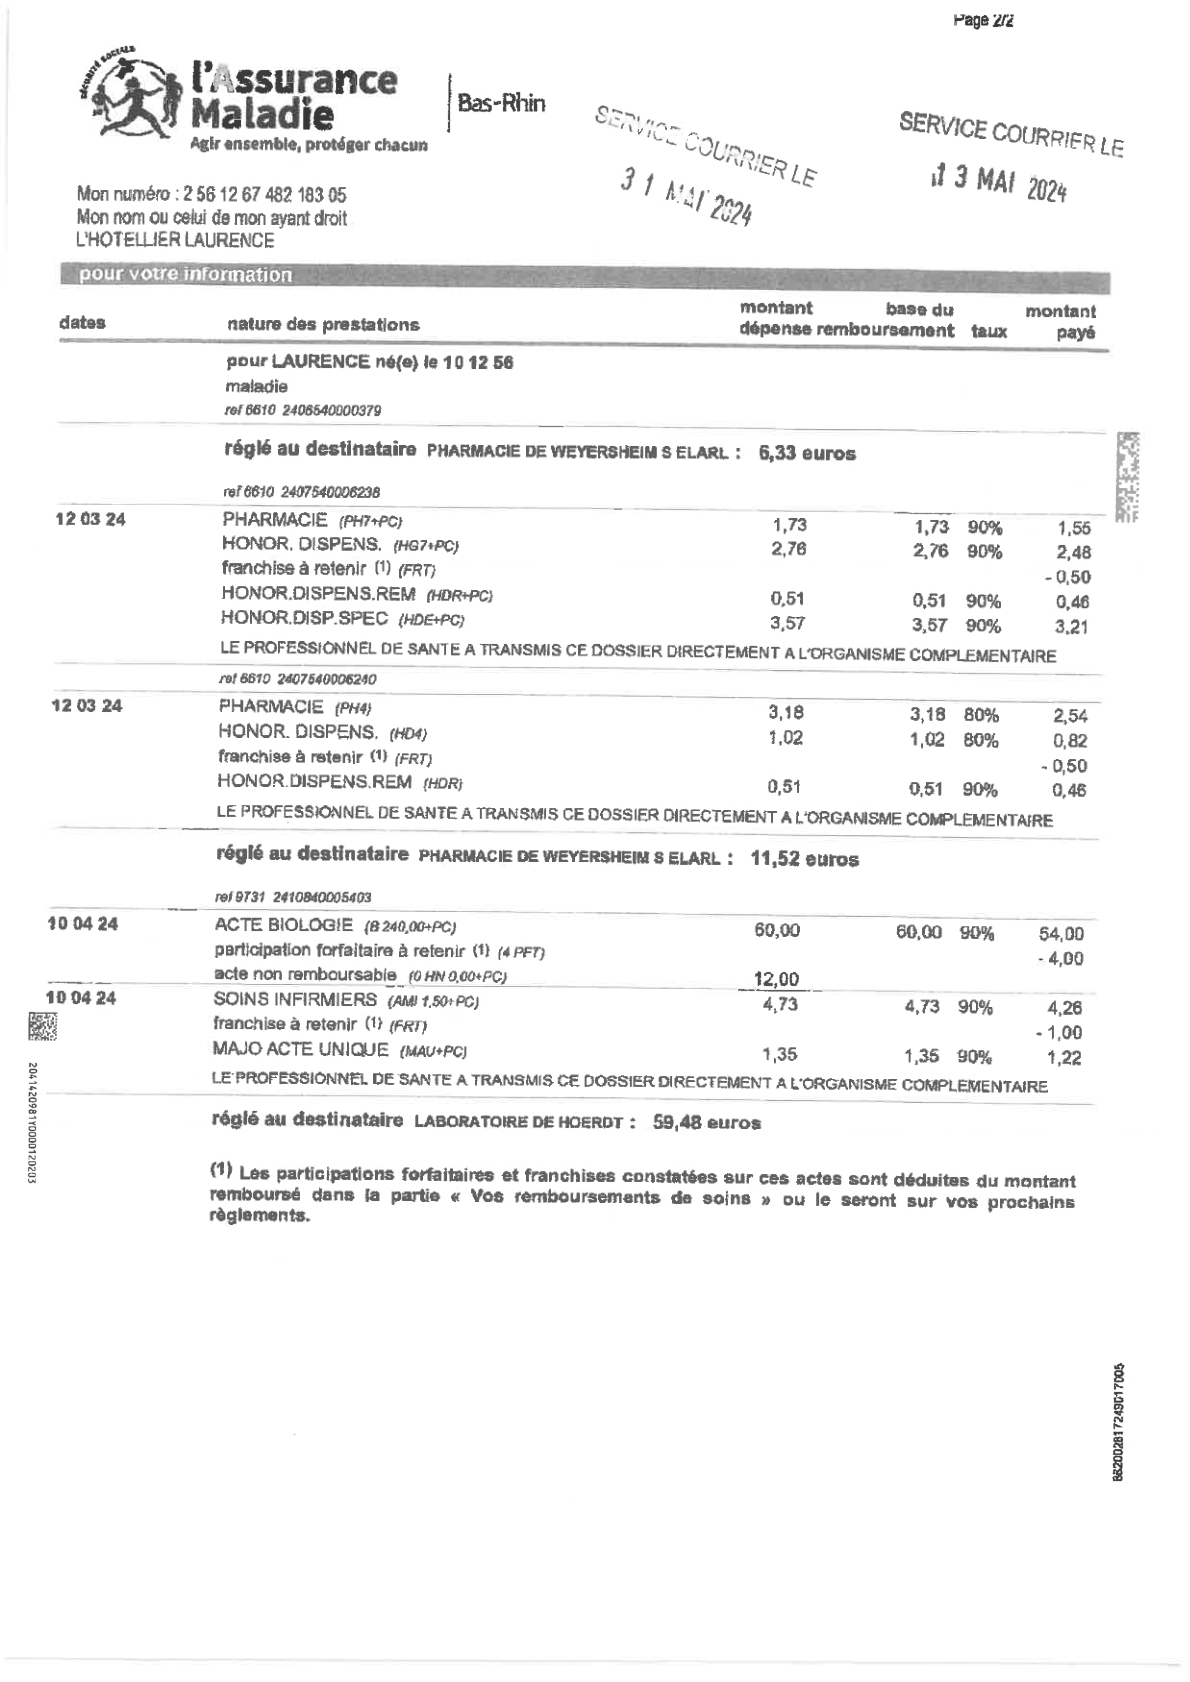 Page 2/2
SÉCURITÉ SOCIALE
l'Assurance
Maladie
Agir ensemble, protéger chacun
Bas-Rhin
SERVICE COURRIER LE
31 MAI 2024
SERVICE COURRIER LE
13 MAI 2024
Mon numéro : 2 56 12 67 482 183 05
Mon nom ou celui de mon ayant droit
L'HOTELLIER LAURENCE
pour votre information
dates nature des prestations montant dépense base du remboursement taux montant payé
pour LAURENCE né(e) le 10 12 56
maladie
ref 6610 2406540000379
réglé au destinataire PHARMACIE DE WEYERSHEIM S ELARL : 6,33 euros
ref 6610 2407540006238
12 03 24 PHARMACIE (PH7+PC) 1,73 1,73 90% 1,55
HONOR. DISPENS. (HG7+PC) 2,76 2,76 90% 2,48
franchise à retenir (1) (FRT) - 0,50
HONOR.DISPENS.REM (HDR+PC) 0,51 0,51 90% 0,46
HONOR.DISP.SPEC (HDE+PC) 3,57 3,57 90% 3,21
LE PROFESSIONNEL DE SANTE A TRANSMIS CE DOSSIER DIRECTEMENT A L'ORGANISME COMPLEMENTAIRE
ref 6610 2407540006240
12 03 24 PHARMACIE (PH4) 3,18 3,18 80% 2,54
HONOR. DISPENS. (HD4) 1,02 1,02 80% 0,82
franchise à retenir (1) (FRT) - 0,50
HONOR.DISPENS.REM (HDR) 0,51 0,51 90% 0,46
LE PROFESSIONNEL DE SANTE A TRANSMIS CE DOSSIER DIRECTEMENT A L'ORGANISME COMPLEMENTAIRE
réglé au destinataire PHARMACIE DE WEYERSHEIM S ELARL : 11,52 euros
ref 9731 2410840005403
10 04 24 ACTE BIOLOGIE (B 240,00+PC) 60,00 60,00 90% 54,00
participation forfaitaire à retenir (1) (4 PFT) - 4,00
acte non remboursable (0 HN 0,00+PC) 12,00
10 04 24 SOINS INFIRMIERS (AMI 1,50+PC) 4,73 4,73 90% 4,26
franchise à retenir (1) (FRT) - 1,00
MAJO ACTE UNIQUE (MAU+PC) 1,35 1,35 90% 1,22
LE PROFESSIONNEL DE SANTE A TRANSMIS CE DOSSIER DIRECTEMENT A L'ORGANISME COMPLEMENTAIRE
réglé au destinataire LABORATOIRE DE HOERDT : 59,48 euros
(1) Les participations forfaitaires et franchises constatées sur ces actes sont déduites du montant
remboursé dans la partie « Vos remboursements de soins » ou le seront sur vos prochains
règlements.
2041420981Y0000120203
88200281724901700​5